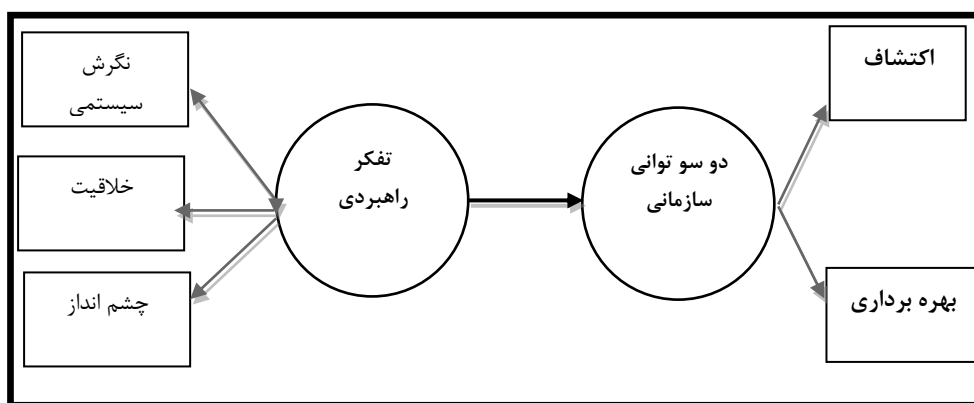 نگرش
سیستمی
خلاقیت
چشم انداز
تفکر
راهبردی
دو سو توانی
سازمانی
اکتشاف
بهره برداری